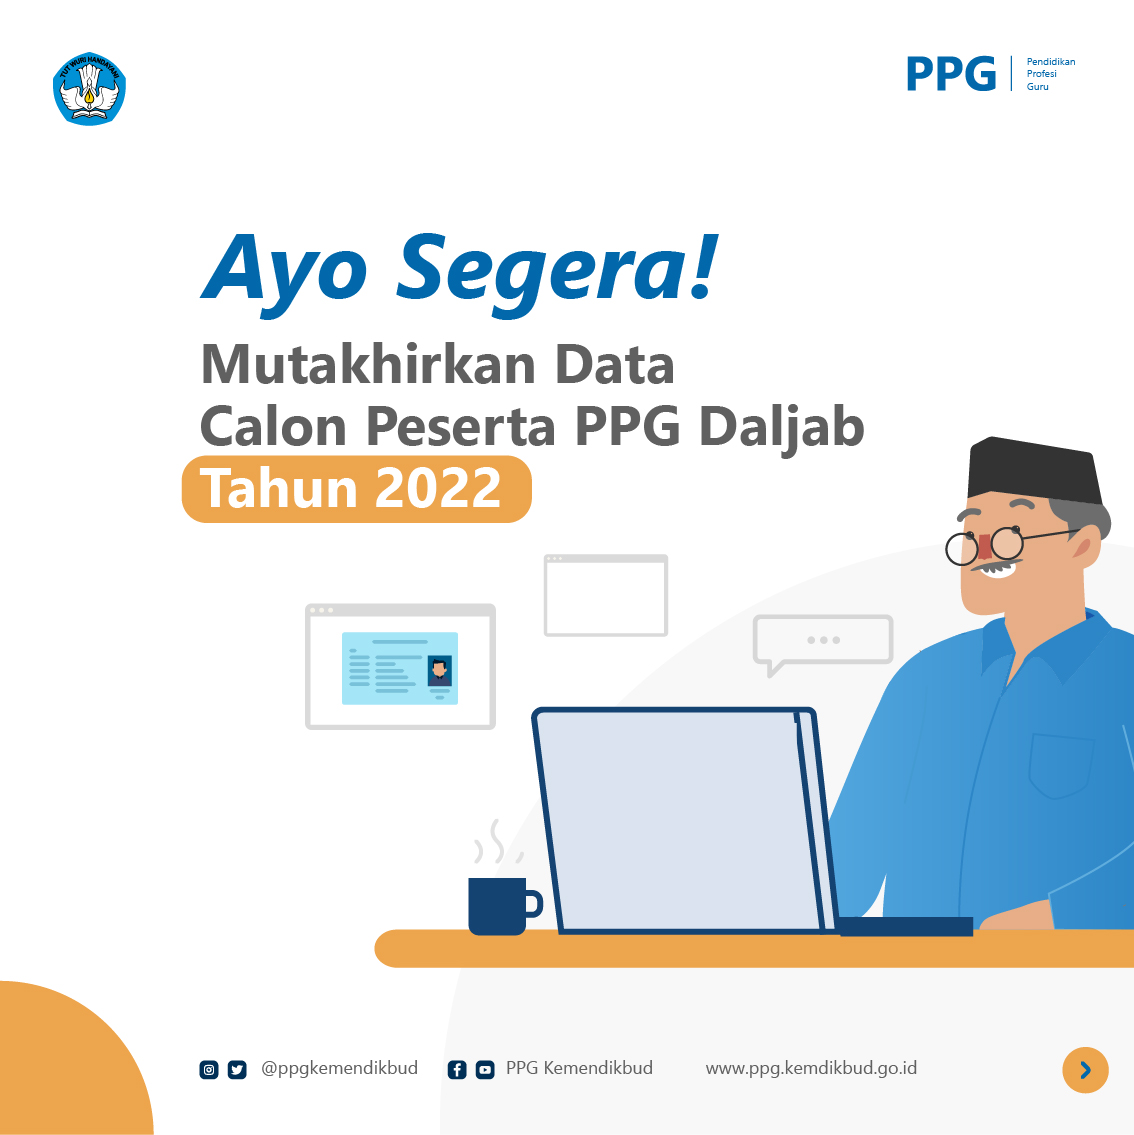 TUT WURI HANDAYANI
PPG
Pendidikan
Profesi
Guru
Ayo Segera!
Mutakhirkan Data
Calon Peserta PPG Daljab
Tahun 2022
@ppgkemendikbud
PPG Kemendikbud
www.ppg.kemdikbud.go.id